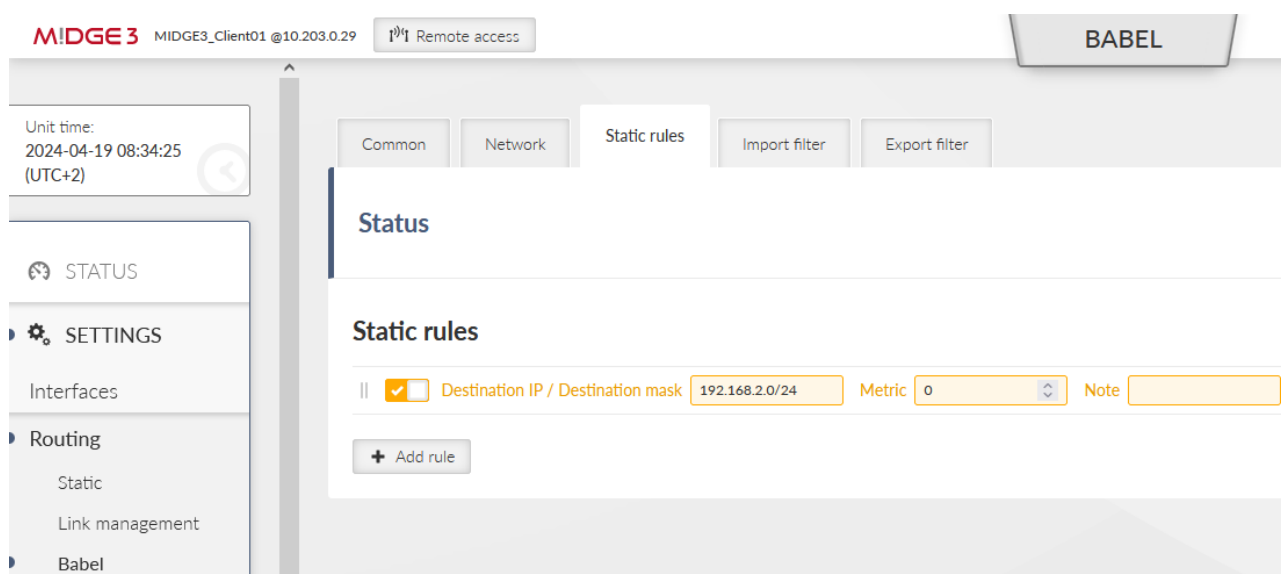 M!DGE 3 MIDGE3_Client01 @10.203.0.29 Remote access BABEL
Unit time:
2024-04-19 08:34:25
(UTC+2)
Common Network Static rules Import filter Export filter
Status
STATUS
SETTINGS
Static rules
Interfaces
Destination IP / Destination mask 192.168.2.0/24 Metric 0 Note
Routing
Add rule
Static
Link management
Babel